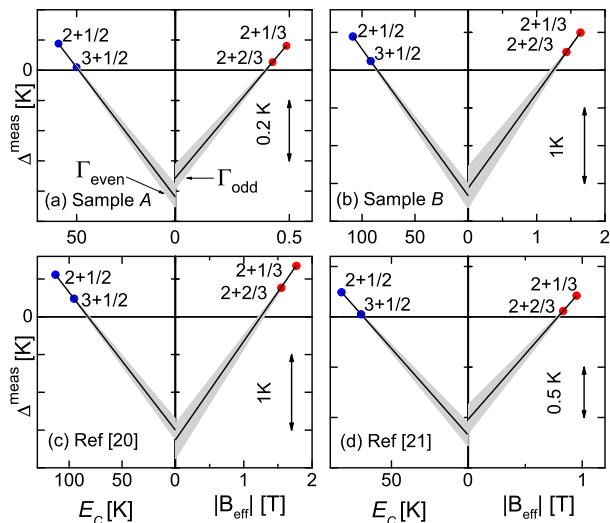 2+1/2
3+1/2
2+1/3
2+2/3
Δ^meas [K]
0.2 K
Γ_even
Γ_odd
(a) Sample A
50
0
0.5
2+1/2
3+1/2
2+1/3
2+2/3
1K
(b) Sample B
100
50
0
1.2
2+1/2
3+1/2
2+1/3
2+2/3
Δ^meas [K]
1K
(c) Ref [20]
100
50
0
1
2
E_C [K]
|B_eff| [T]
2+1/2
3+1/2
2+1/3
2+2/3
0.5 K
(d) Ref [21]
50
0
1
E_C [K]
|B_eff| [T]